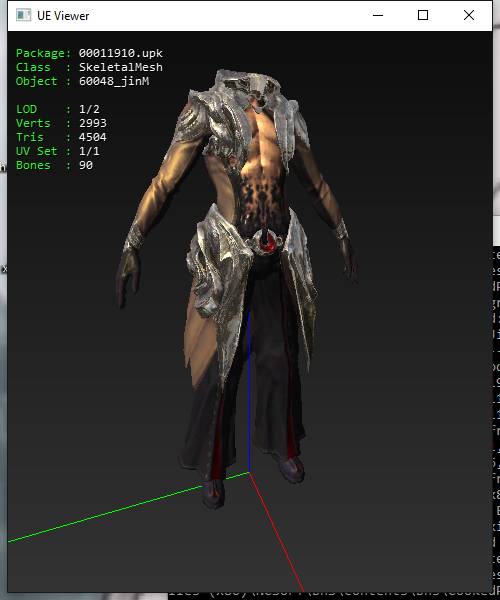 UE Viewer
Package: 00011910.upk
Class  : SkeletalMesh
Object : 60048_jinM
LOD    : 1/2
Verts  : 2993
Tris   : 4504
UV Set : 1/1
Bones  : 90